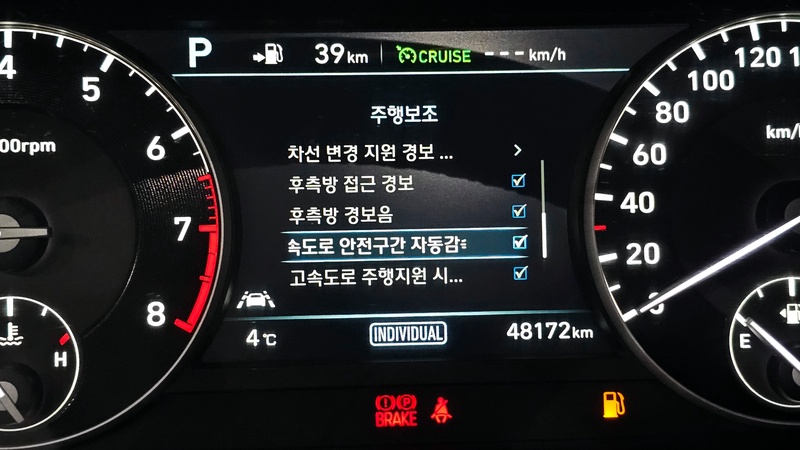 P 39km CRUISE --- km/h
주행보조
차선 변경 지원 경보 ... >
후측방 접근 경보
후측방 경보음
속도로 안전구간 자동감
고속도로 주행지원 시...
4℃ INDIVIDUAL 48172km
BRAKE
4
5
6
7
8
00rpm
H
120
100
80
60
40
20
0
km/h
E